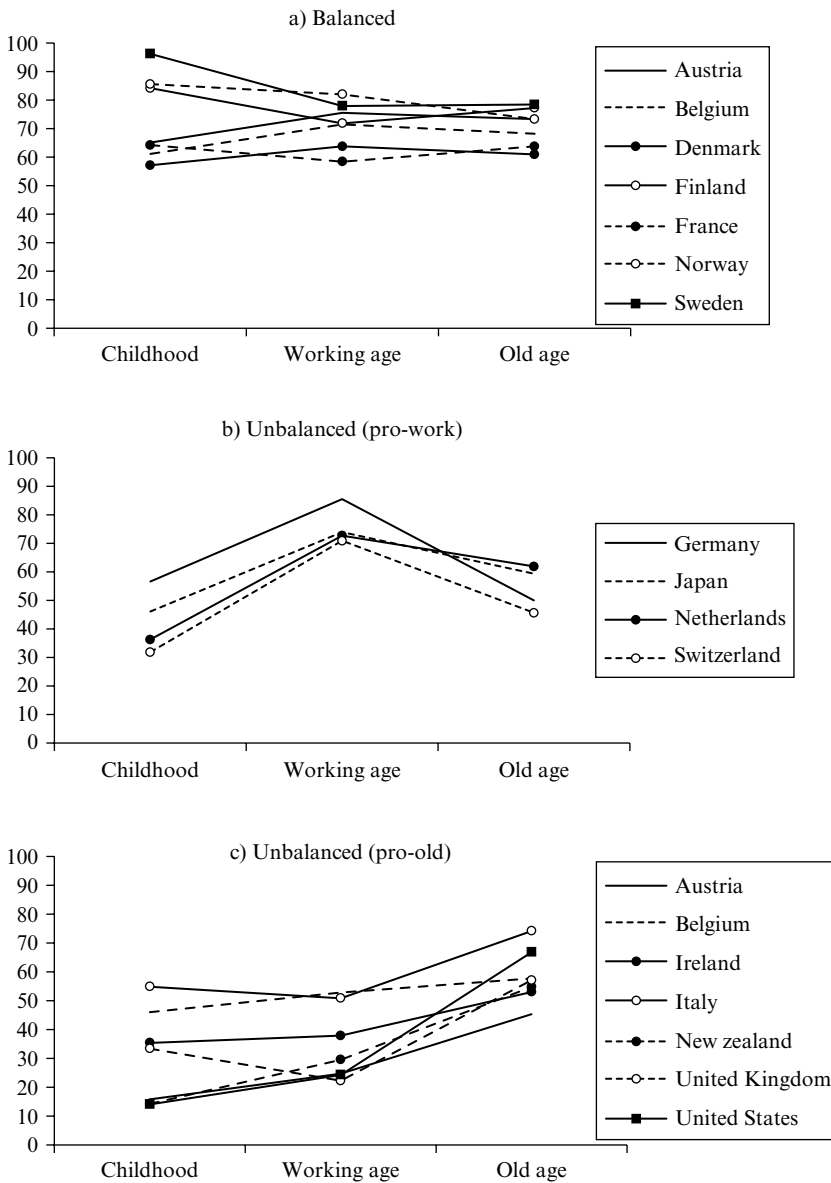 a) Balanced
100
90
80
70
60
50
40
30
20
10
0
Childhood
Working age
Old age
Austria
Belgium
Denmark
Finland
France
Norway
Sweden
b) Unbalanced (pro-work)
100
90
80
70
60
50
40
30
20
10
0
Childhood
Working age
Old age
Germany
Japan
Netherlands
Switzerland
c) Unbalanced (pro-old)
100
90
80
70
60
50
40
30
20
10
0
Childhood
Working age
Old age
Austria
Belgium
Ireland
Italy
New zealand
United Kingdom
United States